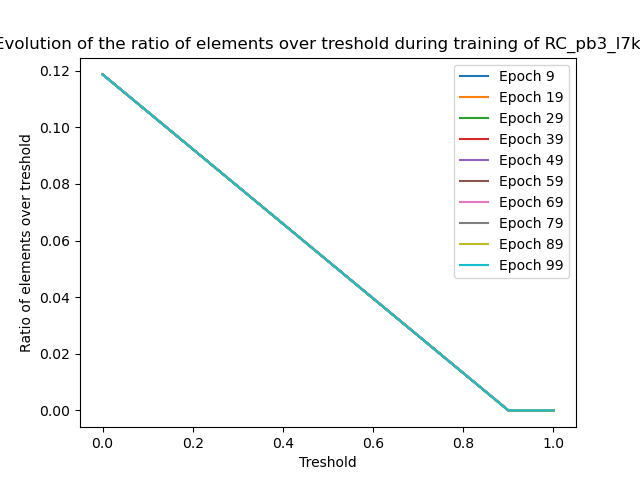 Evolution of the ratio of elements over treshold during training of RC_pb3_l7k
0.12
0.10
0.08
0.06
0.04
0.02
0.00
Ratio of elements over treshold
0.0 0.2 0.4 0.6 0.8 1.0
Treshold
Epoch 9
Epoch 19
Epoch 29
Epoch 39
Epoch 49
Epoch 59
Epoch 69
Epoch 79
Epoch 89
Epoch 99